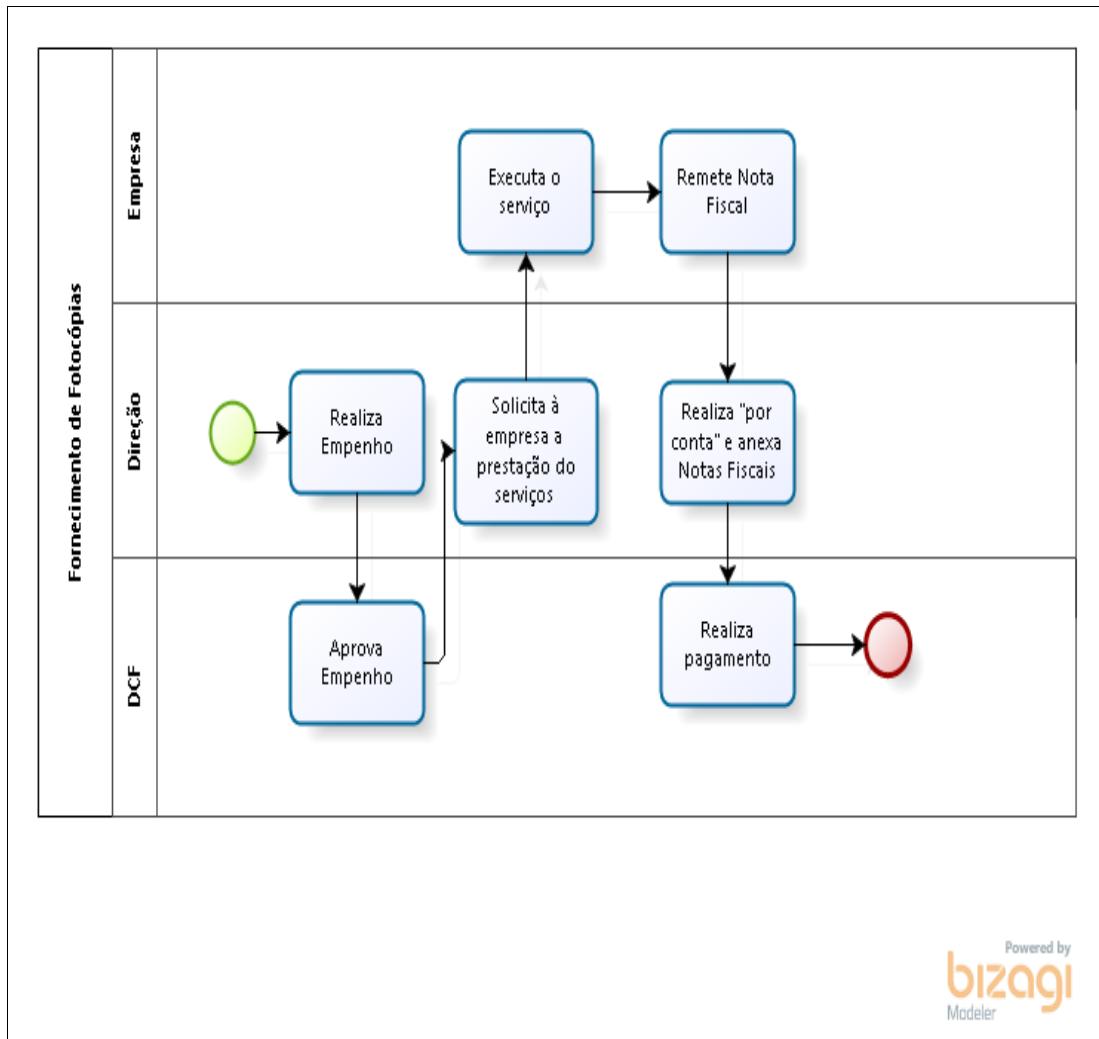 Fornecimento de Fotocópias
Empresa
Executa o
serviço
Remete Nota
Fiscal
Direção
Realiza
Empenho
Solicita à
empresa a
prestação do
serviços
Realiza "por
conta" e anexa
Notas Fiscais
DCF
Aprova
Empenho
Realiza
pagamento
Powered by
bizagi
Modeler